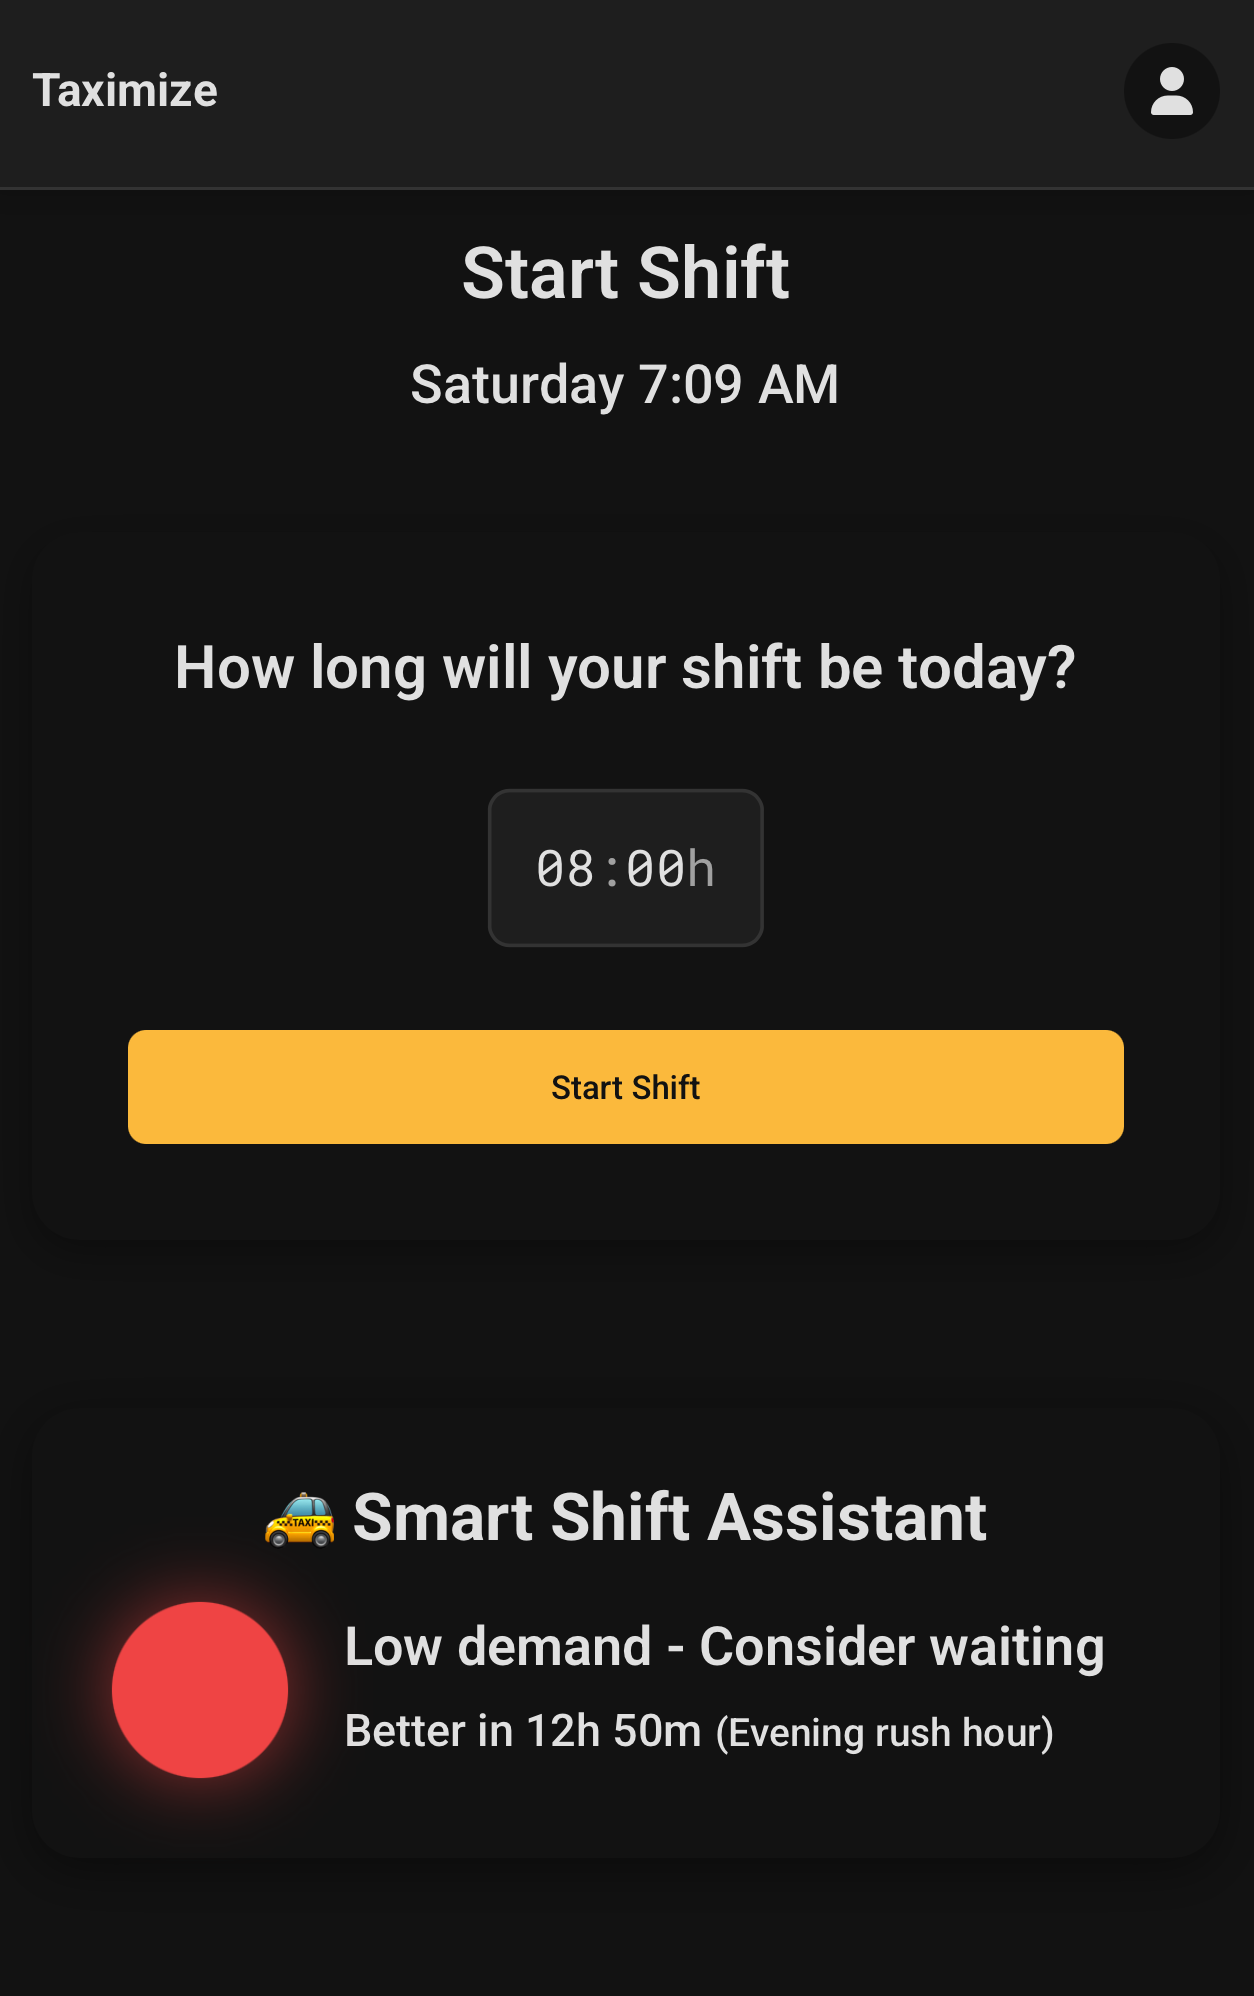 Taximize
Start Shift
Saturday 7:09 AM
How long will your shift be today?
08:00h
Start Shift
TAXI
Smart Shift Assistant
Low demand - Consider waiting
Better in 12h 50m (Evening rush hour)